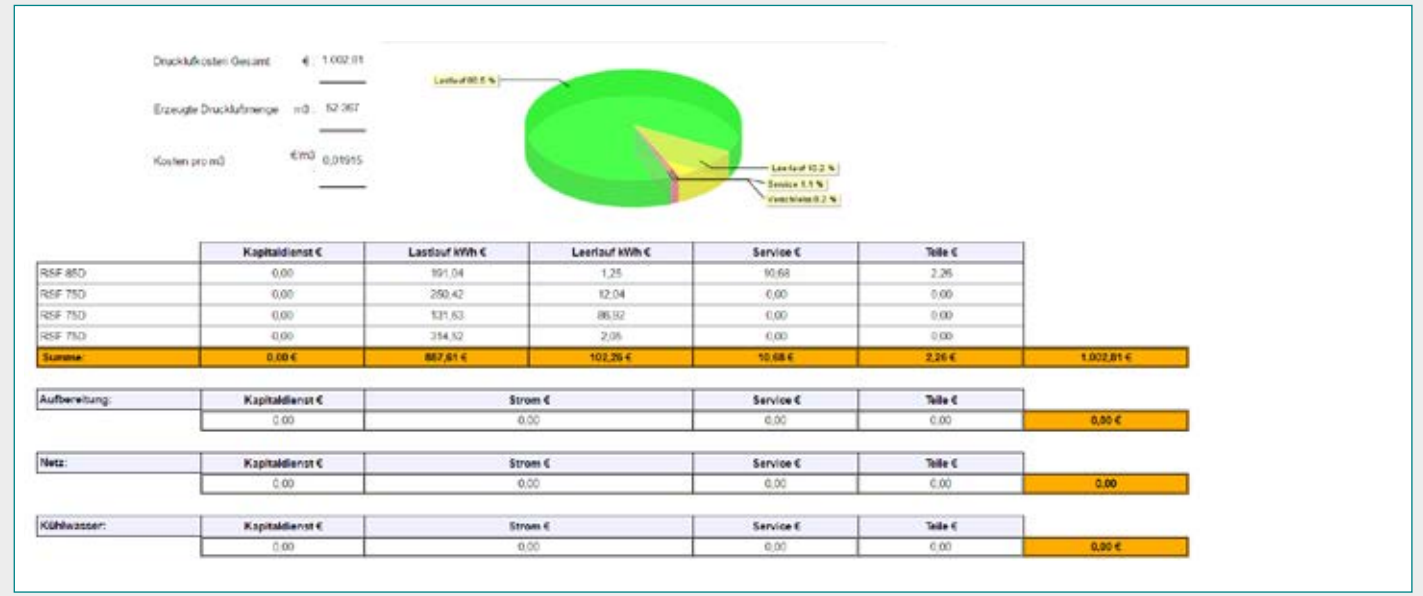 Druckluftkosten Gesamt € : 1.002,81
Lastlauf 88.5 %
Erzeugte Druckluftmenge m3 : 52.367
Kosten pro m3 €/m3 : 0,01915
Leerlauf 10.2 %
Service 1.1 %
Verschleiss 0.2 %
Kapitaldienst € Lastlauf kWh € Leerlauf kWh € Service € Teile €
RSF 85D 0,00 191,04 1,25 10,68 2,26
RSF 75D 0,00 250,42 12,04 0,00 0,00
RSF 75D 0,00 131,63 86,92 0,00 0,00
RSF 75D 0,00 314,52 2,05 0,00 0,00
Summe: 0,00 € 887,61 € 102,26 € 10,68 € 2,26 € 1.002,81 €
Aufbereitung: Kapitaldienst € Strom € Service € Teile €
0,00 0,00 0,00 0,00 0,00 €
Netz: Kapitaldienst € Strom € Service € Teile €
0,00 0,00 0,00 0,00 0,00
Kühlwasser: Kapitaldienst € Strom € Service € Teile €
0,00 0,00 0,00 0,00 0,00 €